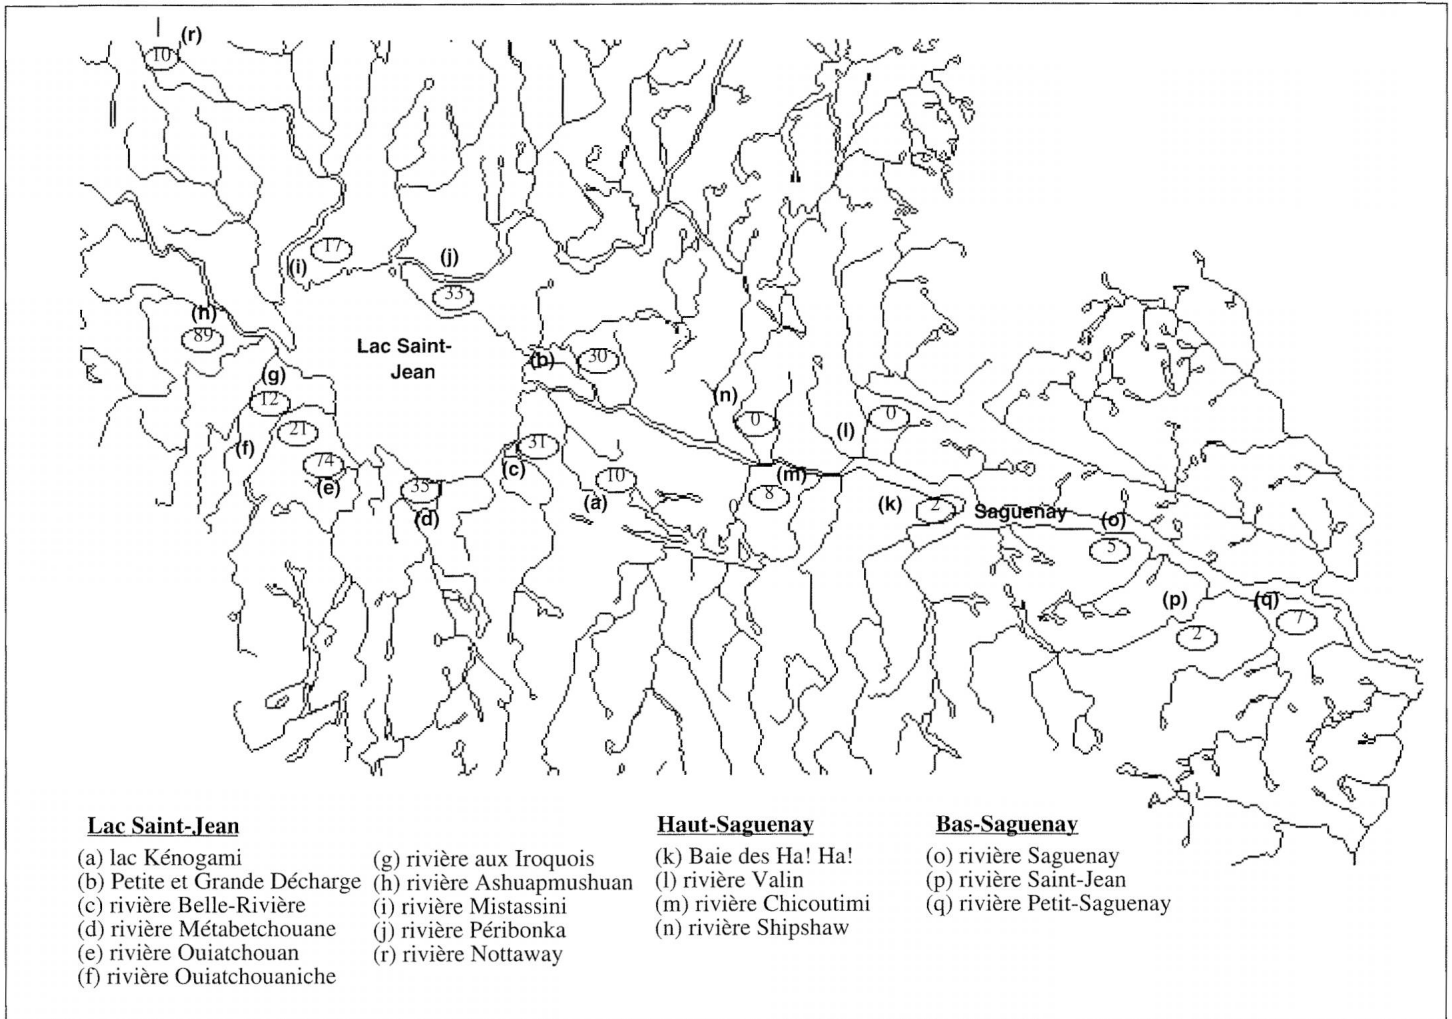 (r)
10
17
(i)
(j)
33
(h)
89
Lac Saint-
Jean
(b)
30
(g)
12
(n)
0
0
21
(f)
(l)
31
74
(e)
(c)
10
(m)
35
(a)
8
(k)
2
Saguenay
(o)
(d)
5
(p)
(q)
7
2
Lac Saint-Jean
(a) lac Kénogami
(b) Petite et Grande Décharge
(c) rivière Belle-Rivière
(d) rivière Métabetchouane
(e) rivière Ouiatchouan
(f) rivière Ouiatchouaniche
(g) rivière aux Iroquois
(h) rivière Ashuapmushuan
(i) rivière Mistassini
(j) rivière Péribonka
(r) rivière Nottaway
Haut-Saguenay
(k) Baie des Ha! Ha!
(l) rivière Valin
(m) rivière Chicoutimi
(n) rivière Shipshaw
Bas-Saguenay
(o) rivière Saguenay
(p) rivière Saint-Jean
(q) rivière Petit-Saguenay